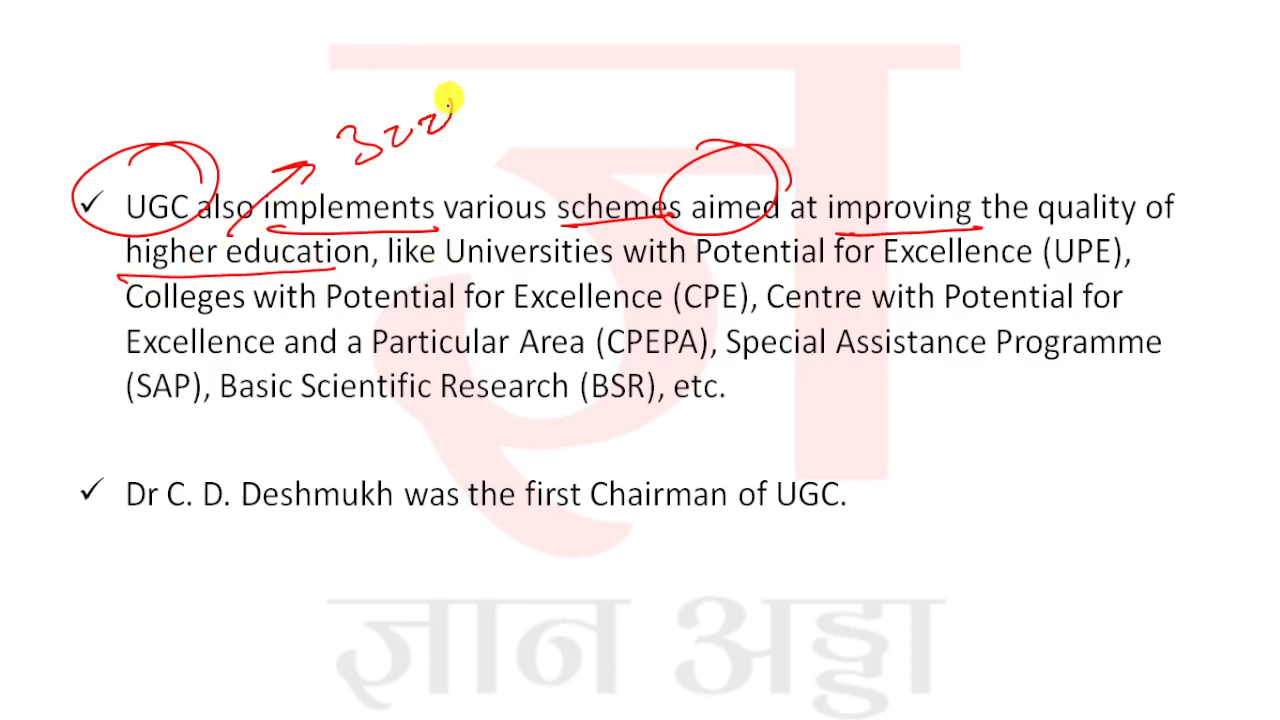 ✓ UGC also implements various schemes aimed at improving the quality of
higher education, like Universities with Potential for Excellence (UPE),
Colleges with Potential for Excellence (CPE), Centre with Potential for
Excellence and a Particular Area (CPEPA), Special Assistance Programme
(SAP), Basic Scientific Research (BSR), etc.
✓ Dr C. D. Deshmukh was the first Chairman of UGC.
ज्ञान अड्डा